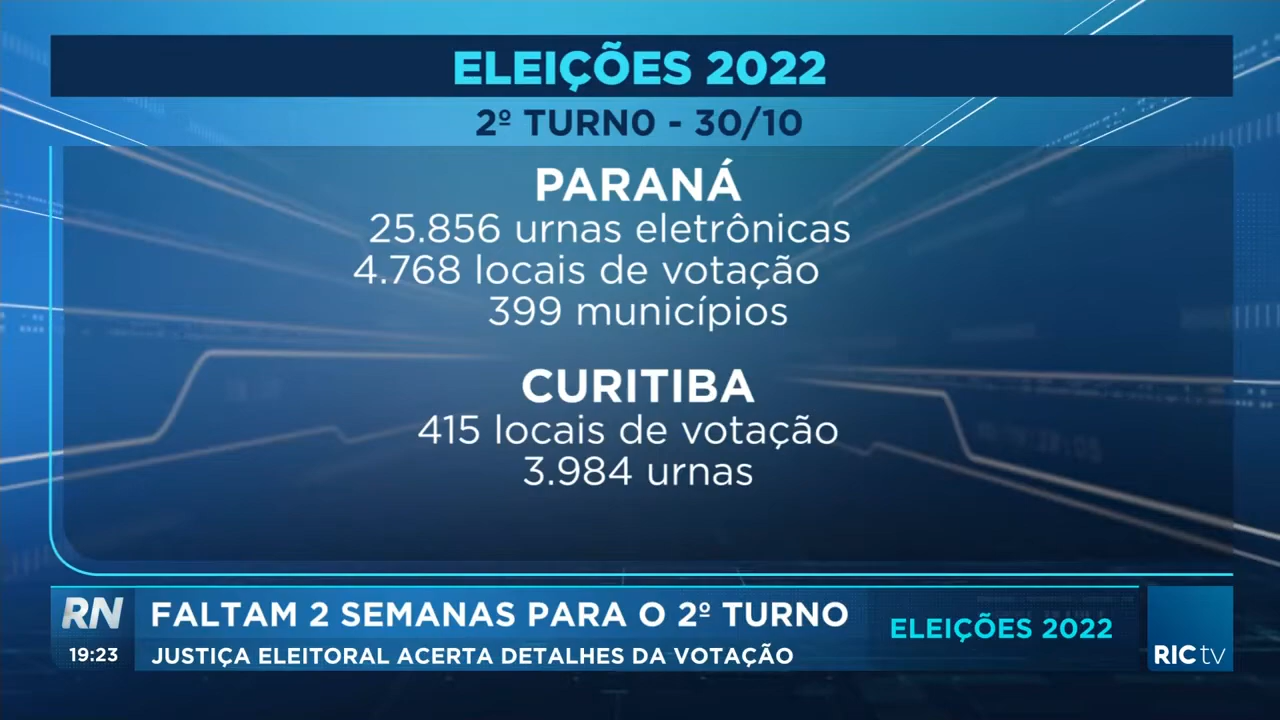 ELEIÇÕES 2022
2º TURNO - 30/10
PARANÁ
25.856 urnas eletrônicas
4.768 locais de votação
399 municípios
CURITIBA
415 locais de votação
3.984 urnas
RN
FALTAM 2 SEMANAS PARA O 2º TURNO
19:23
JUSTIÇA ELEITORAL ACERTA DETALHES DA VOTAÇÃO
ELEIÇÕES 2022
RICtv